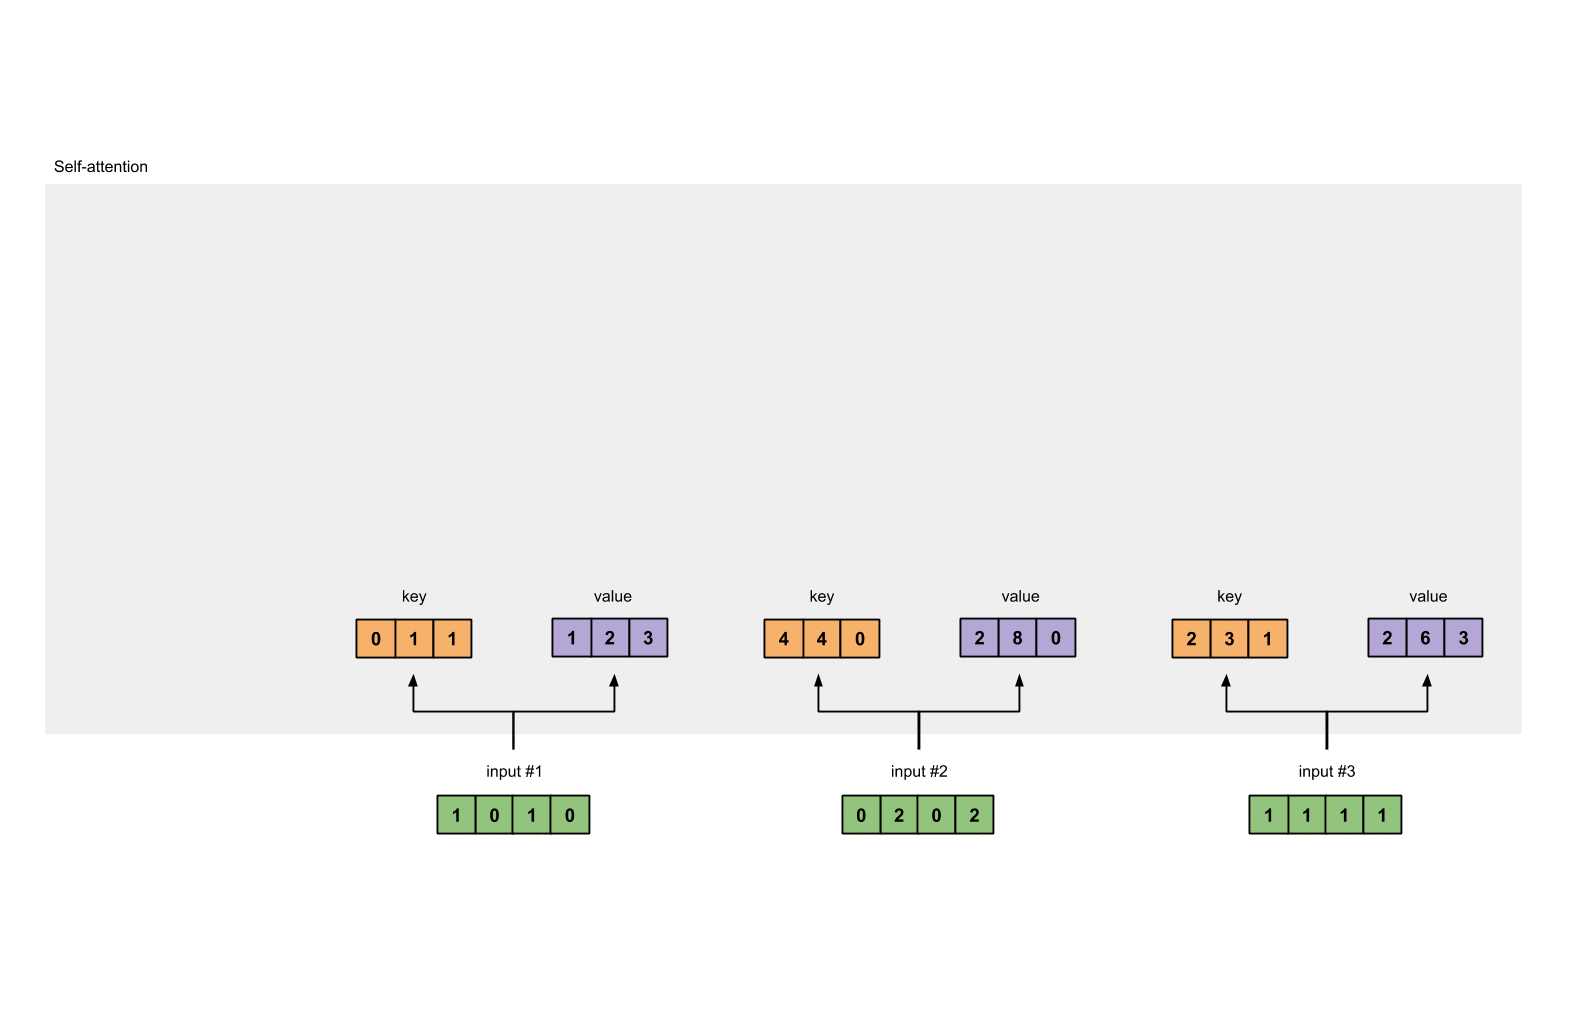 Self-attention
key value key value key value
0 1 1 1 2 3 4 4 0 2 8 0 2 3 1 2 6 3
input #1 input #2 input #3
1 0 1 0 0 2 0 2 1 1 1 1